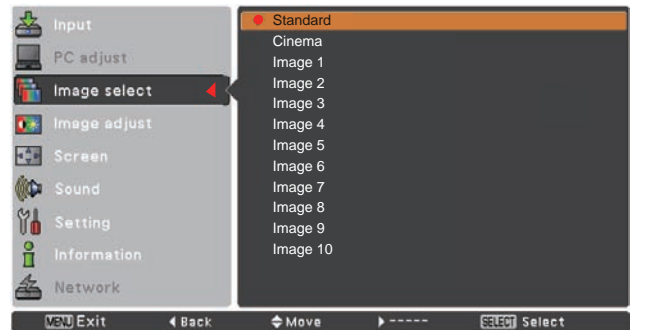 Input
PC adjust
Image select
Image adjust
Screen
Sound
Setting
Information
Network
Standard
Cinema
Image 1
Image 2
Image 3
Image 4
Image 5
Image 6
Image 7
Image 8
Image 9
Image 10
MENU Exit Back Move ----- SELECT Select